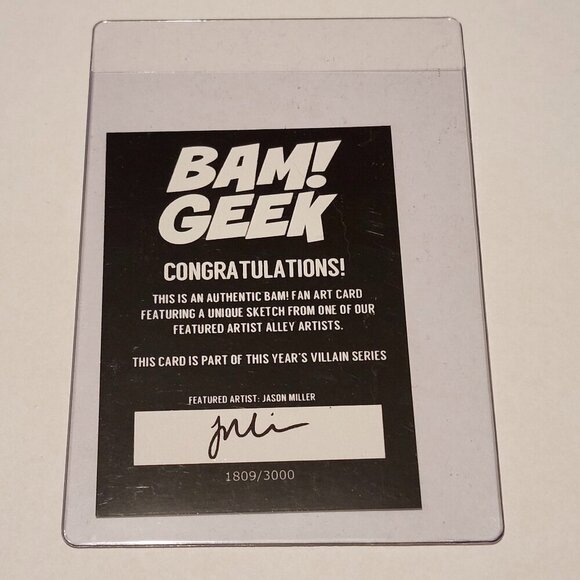 BAM!
GEEK
CONGRATULATIONS!
THIS IS AN AUTHENTIC BAM! FAN ART CARD
FEATURING A UNIQUE SKETCH FROM ONE OF OUR
FEATURED ARTIST ALLEY ARTISTS.
THIS CARD IS PART OF THIS YEAR'S VILLAIN SERIES
FEATURED ARTIST: JASON MILLER
1809/3000